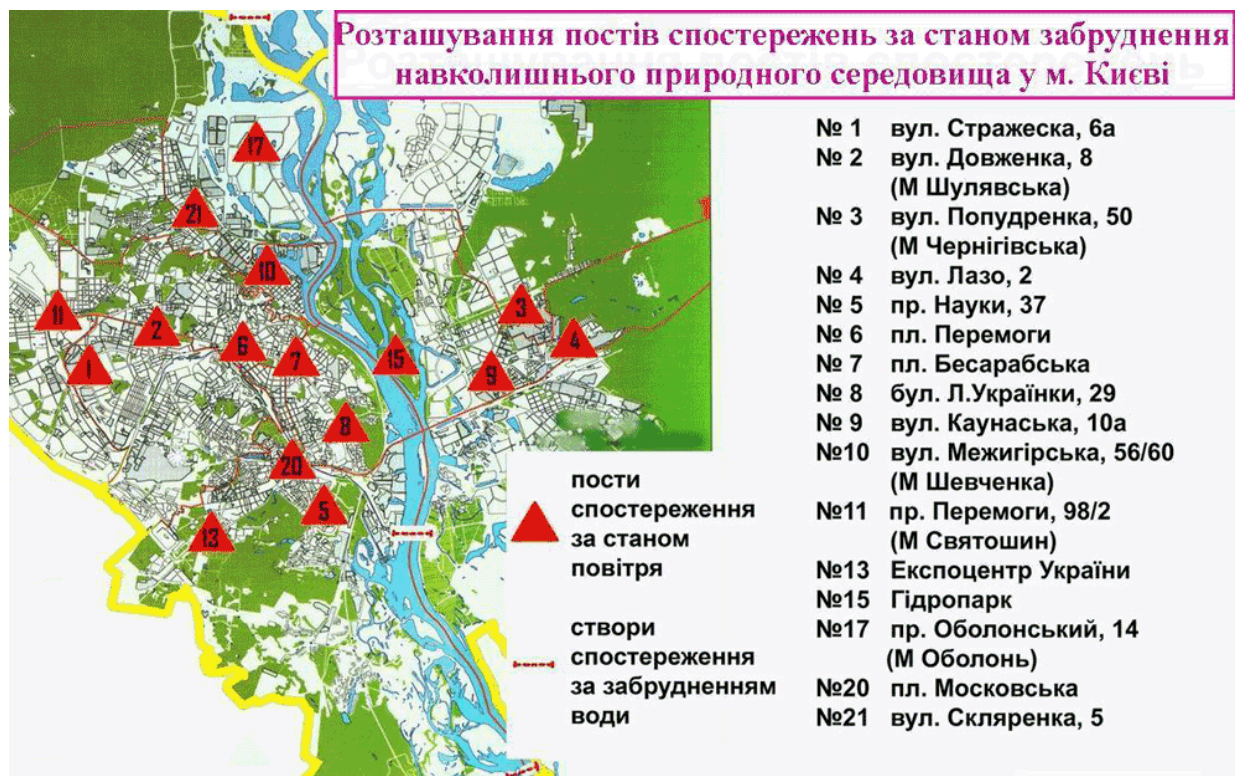 Розташування постів спостережень за станом забруднення
навколишнього природного середовища у м. Києві
№ 1 вул. Стражеска, 6а
№ 2 вул. Довженка, 8
(М Шулявська)
№ 3 вул. Попудренка, 50
(М Чернігівська)
№ 4 вул. Лазо, 2
№ 5 пр. Науки, 37
№ 6 пл. Перемоги
№ 7 пл. Бесарабська
№ 8 бул. Л.Українки, 29
№ 9 вул. Каунаська, 10а
№10 вул. Межигірська, 56/60
(М Шевченка)
№11 пр. Перемоги, 98/2
(М Святошин)
№13 Експоцентр України
№15 Гідропарк
№17 пр. Оболонський, 14
(М Оболонь)
№20 пл. Московська
№21 вул. Скляренка, 5
пости
спостереження
за станом
повітря
створи
спостереження
за забрудненням
води
17
21
10
11
2
6
7
15
3
4
1
9
8
20
5
13